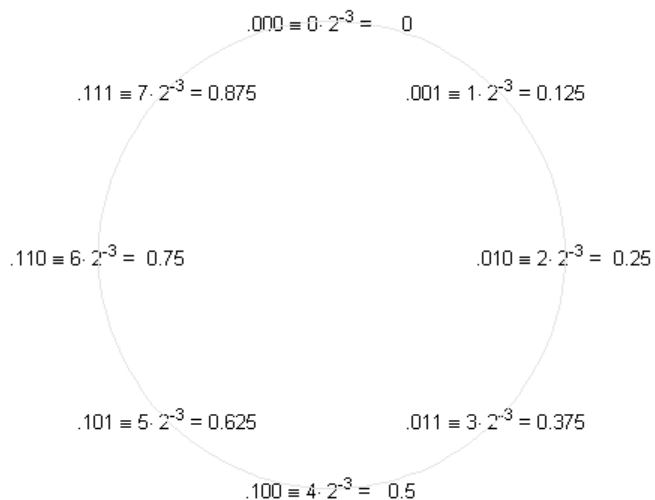 .000 ≡ 0· 2⁻³ = 0
.111 ≡ 7· 2⁻³ = 0.875
.001 ≡ 1· 2⁻³ = 0.125
.110 ≡ 6· 2⁻³ = 0.75
.010 ≡ 2· 2⁻³ = 0.25
.101 ≡ 5· 2⁻³ = 0.625
.011 ≡ 3· 2⁻³ = 0.375
.100 ≡ 4· 2⁻³ = 0.5